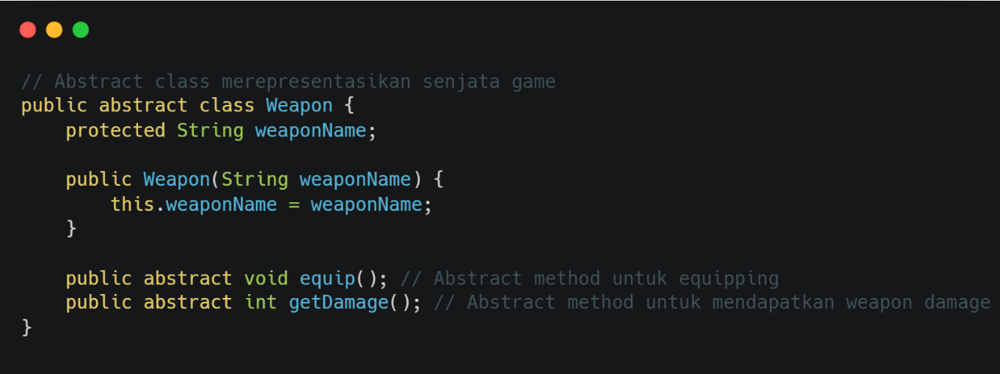 // Abstract class merepresentasikan senjata game
public abstract class Weapon {
    protected String weaponName;

    public Weapon(String weaponName) {
        this.weaponName = weaponName;
    }

    public abstract void equip(); // Abstract method untuk equipping
    public abstract int getDamage(); // Abstract method untuk mendapatkan weapon damage
}